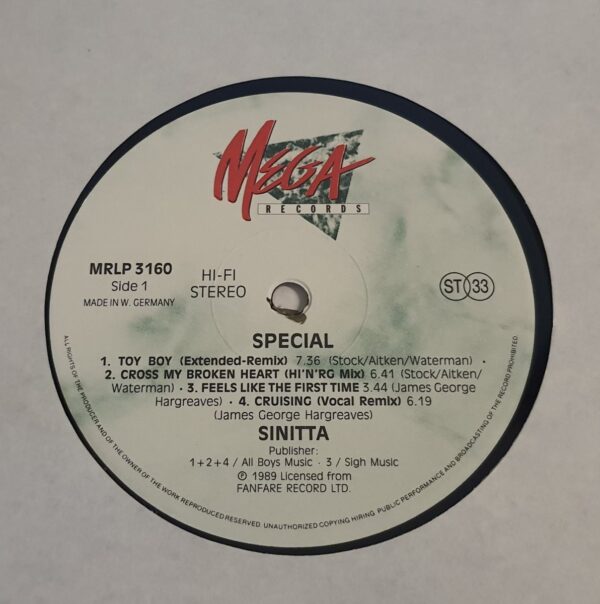 MEGA
RECORDS
MRLP 3160
Side 1
MADE IN W. GERMANY
HI-FI
STEREO
ST 33
SPECIAL
1. TOY BOY (Extended-Remix) 7.36 (Stock/Aitken/Waterman) ·
2. CROSS MY BROKEN HEART (HI'N'RG Mix) 6.41 (Stock/Aitken/
Waterman) · 3. FEELS LIKE THE FIRST TIME 3.44 (James George
Hargreaves) · 4. CRUISING (Vocal Remix) 6.19
(James George Hargreaves)
SINITTA
Publisher:
1+2+4 / All Boys Music · 3 / Sigh Music
℗ 1989 Licensed from
FANFARE RECORD LTD.
ALL RIGHTS OF THE PRODUCER AND OF THE OWNER OF THE WORK REPRODUCED RESERVED. UNAUTHORIZED COPYING HIRING, PUBLIC PERFORMANCE AND BROADCASTING OF THE RECORD PROHIBITED.